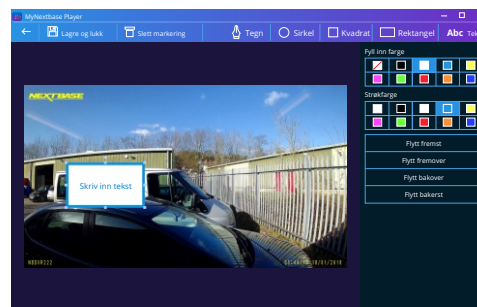 MyNextbase Player
Lagre og lukk
Slett markering
Tegn
Sirkel
Kvadrat
Rektangel
Abc
Fyll inn farge
Strøkfarge
NEXTBASE
Skriv inn tekst
Flytt fremst
Flytt fremover
Flytt bakover
Flytt bakerst